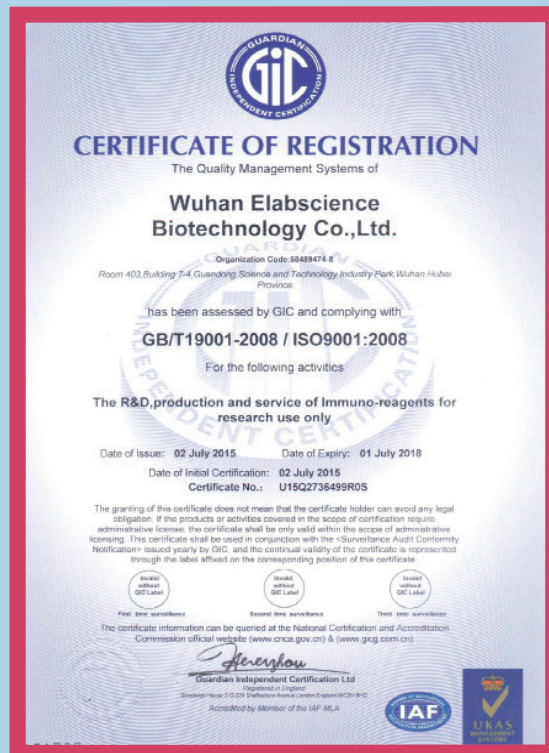 GUARDIAN
GIC
INDEPENDENT CERTIFICATION
CERTIFICATE OF REGISTRATION
The Quality Management Systems of
Wuhan Elabscience
Biotechnology Co.,Ltd.
Organization Code:58489474-8
Room 403,Building 7-4,Guandong Science and Technology Industry Park,Wuhan,Hubei
Province
has been assessed by GIC and complying with
GB/T19001-2008 / ISO9001:2008
For the following activities
The R&D,production and service of Immuno-reagents for
research use only
Date of Issue: 02 July 2015 Date of Expiry: 01 July 2018
Date of Initial Certification: 02 July 2015
Certificate No.: U15Q2736499R0S
The granting of this certificate does not mean that the certificate holder can avoid any legal
obligation. If the products or activities covered in the scope of certification require
administrative license, the certificate shall be only valid within the scope of administrative
licensing. This certificate shall be used in conjunction with the <Surveillance Audit Conformity
Notification> issued yearly by GIC, and the continual validity of the certificate is represented
through the label affixed on the corresponding position of this certificate.
Invalid without GIC Label Invalid without GIC Label Invalid without GIC Label
First time surveillance Second time surveillance Third time surveillance
The certificate information can be queried at the National Certification and Accreditation
Commission official website (www.cnca.gov.cn) & (www.gicg.com.cn)
Guardian Independent Certification Ltd
Registered in England
Accredited by Member of the IAF MLA
IAF
UKAS
MANAGEMENT
SYSTEMS